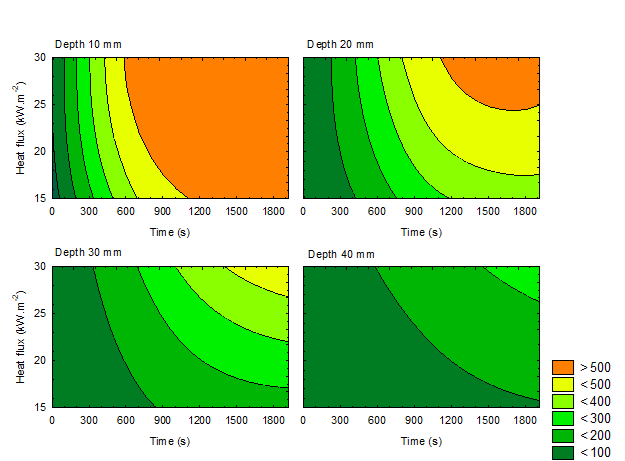 Depth 10 mm
Depth 20 mm
30
25
20
15
Heat flux (kW.m-2)
0 300 600 900 1200 1500 1800
0 300 600 900 1200 1500 1800
Time (s)
Time (s)
Depth 30 mm
Depth 40 mm
30
25
20
15
Heat flux (kW.m-2)
0 300 600 900 1200 1500 1800
0 300 600 900 1200 1500 1800
Time (s)
Time (s)
> 500
< 500
< 400
< 300
< 200
< 100